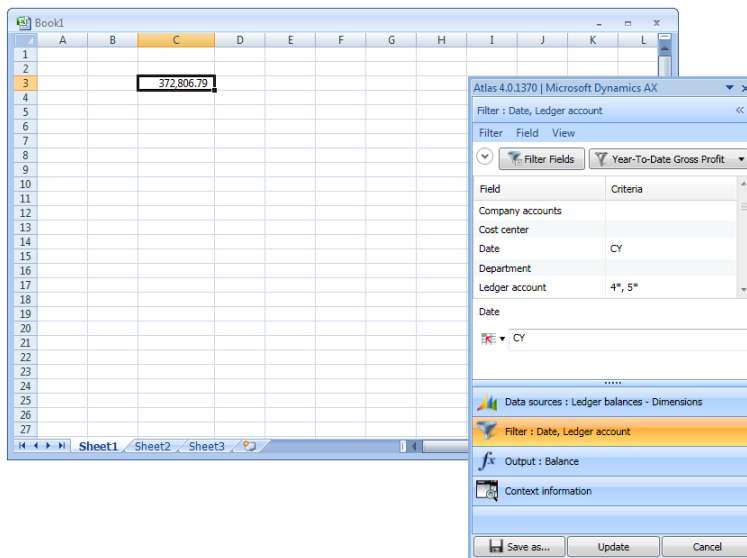 Book1
A B C D E F G H I J K L
1
2
3 372,806.79
4
5
6
7
8
9
10
11
12
13
14
15
16
17
18
19
20
21
22
23
24
25
26
27
Sheet1 Sheet2 Sheet3
Atlas 4.0.1370 | Microsoft Dynamics AX
Filter : Date, Ledger account
Filter Field View
Filter Fields Year-To-Date Gross Profit
Field Criteria
Company accounts
Cost center
Date CY
Department
Ledger account 4*, 5*
Date
CY
Data sources : Ledger balances - Dimensions
Filter : Date, Ledger account
fx Output : Balance
Context information
Save as... Update Cancel